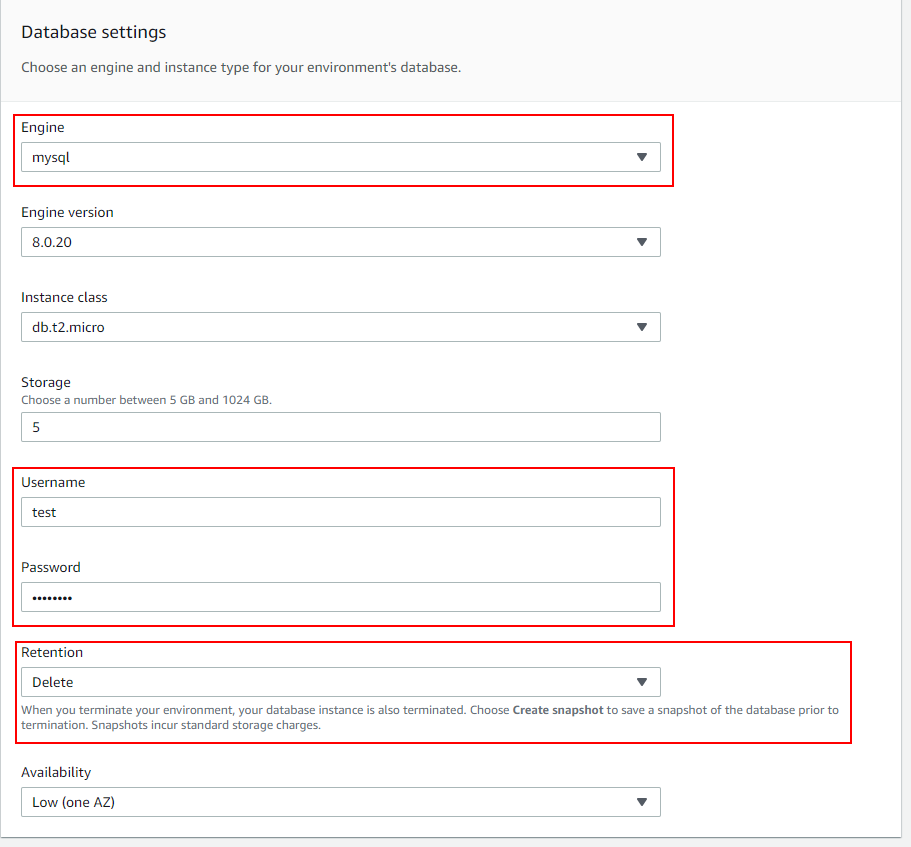 Database settings
Choose an engine and instance type for your environment's database.
Engine
mysql
Engine version
8.0.20
Instance class
db.t2.micro
Storage
Choose a number between 5 GB and 1024 GB.
5
Username
test
Password
••••••••
Retention
Delete
When you terminate your environment, your database instance is also terminated. Choose Create snapshot to save a snapshot of the database prior to
termination. Snapshots incur standard storage charges.
Availability
Low (one AZ)